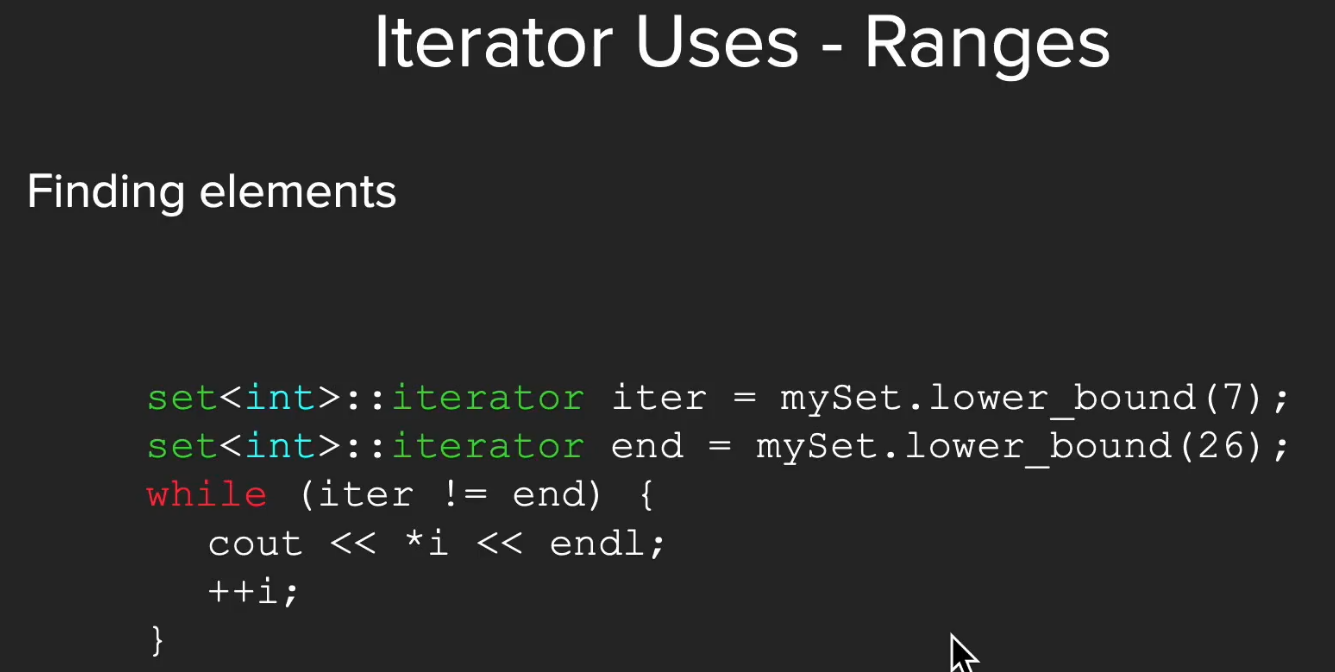 Iterator Uses - Ranges
Finding elements
set<int>::iterator iter = mySet.lower_bound(7);
set<int>::iterator end = mySet.lower_bound(26);
while (iter != end) {
cout << *i << endl;
++i;
}